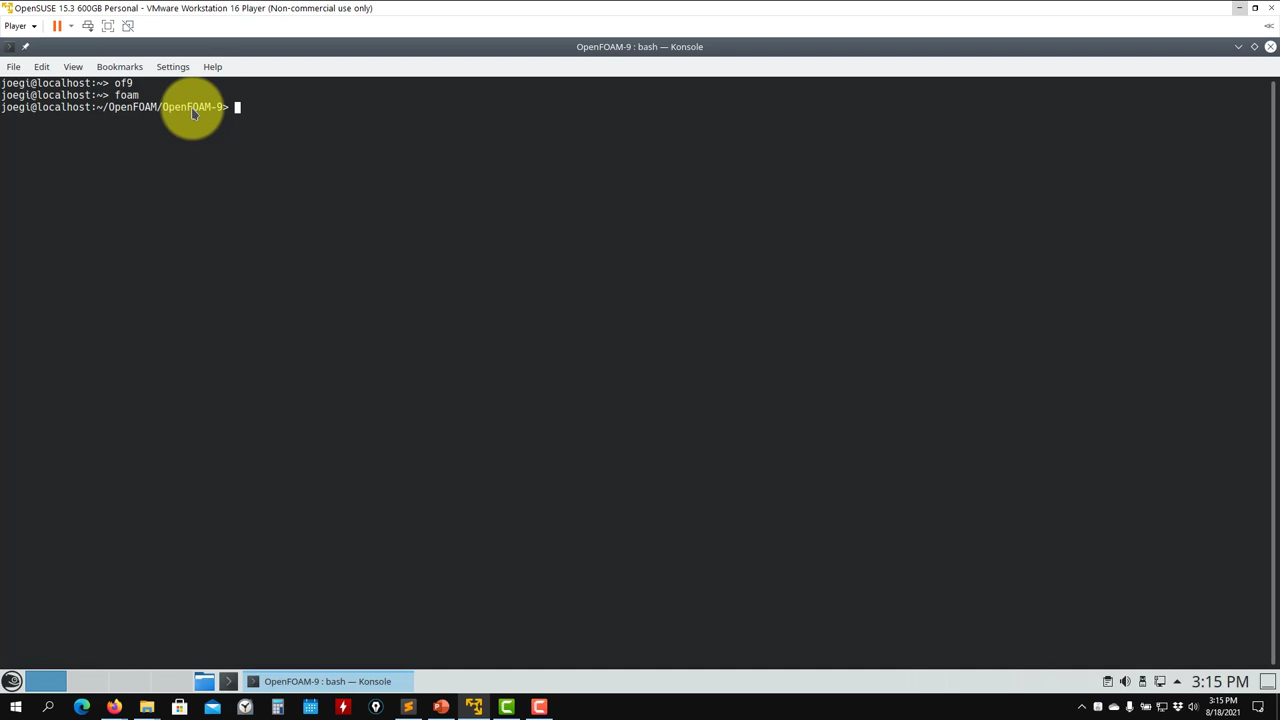 OpenSUSE 15.3 600GB Personal - VMware Workstation 16 Player (Non-commercial use only)
Player
OpenFOAM-9 : bash — Konsole
File Edit View Bookmarks Settings Help
joegi@localhost:~> of9
joegi@localhost:~> foam
joegi@localhost:~/OpenFOAM/OpenFOAM-9>
OpenFOAM-9 : bash — Konsole
3:15 PM
3:15 PM
8/18/2021